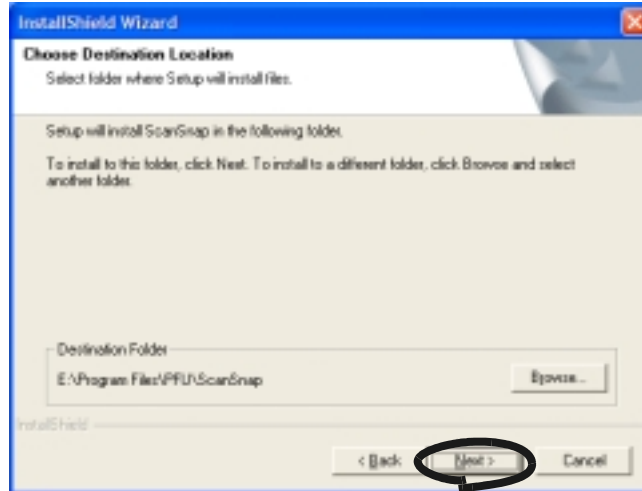 InstallShield Wizard
Choose Destination Location
Select folder where Setup will install files.
Setup will install ScanSnap in the following folder.
To install to this folder, click Next. To install to a different folder, click Browse and select
another folder.
Destination Folder
E:\Program Files\PFU\ScanSnap
Browse...
InstallShield
< Back
Next >
Cancel